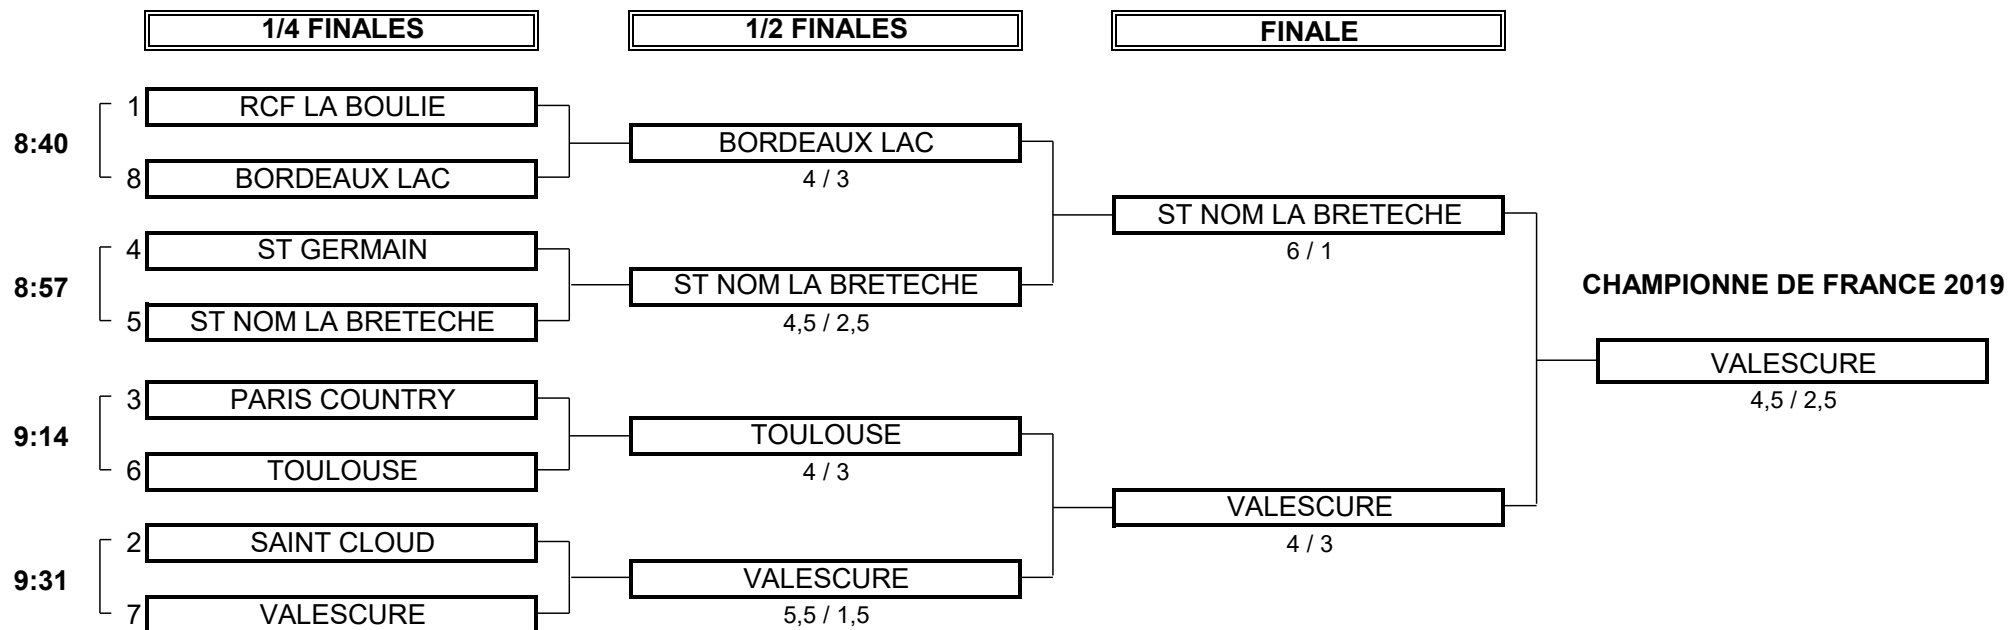 1/4 FINALES
1/2 FINALES
FINALE
8:40
1
RCF LA BOULIE
8
BORDEAUX LAC
BORDEAUX LAC
4 / 3
8:57
4
ST GERMAIN
5
ST NOM LA BRETECHE
ST NOM LA BRETECHE
4,5 / 2,5
ST NOM LA BRETECHE
6 / 1
9:14
3
PARIS COUNTRY
6
TOULOUSE
TOULOUSE
4 / 3
9:31
2
SAINT CLOUD
7
VALESCURE
VALESCURE
5,5 / 1,5
VALESCURE
4 / 3
CHAMPIONNE DE FRANCE 2019
VALESCURE
4,5 / 2,5